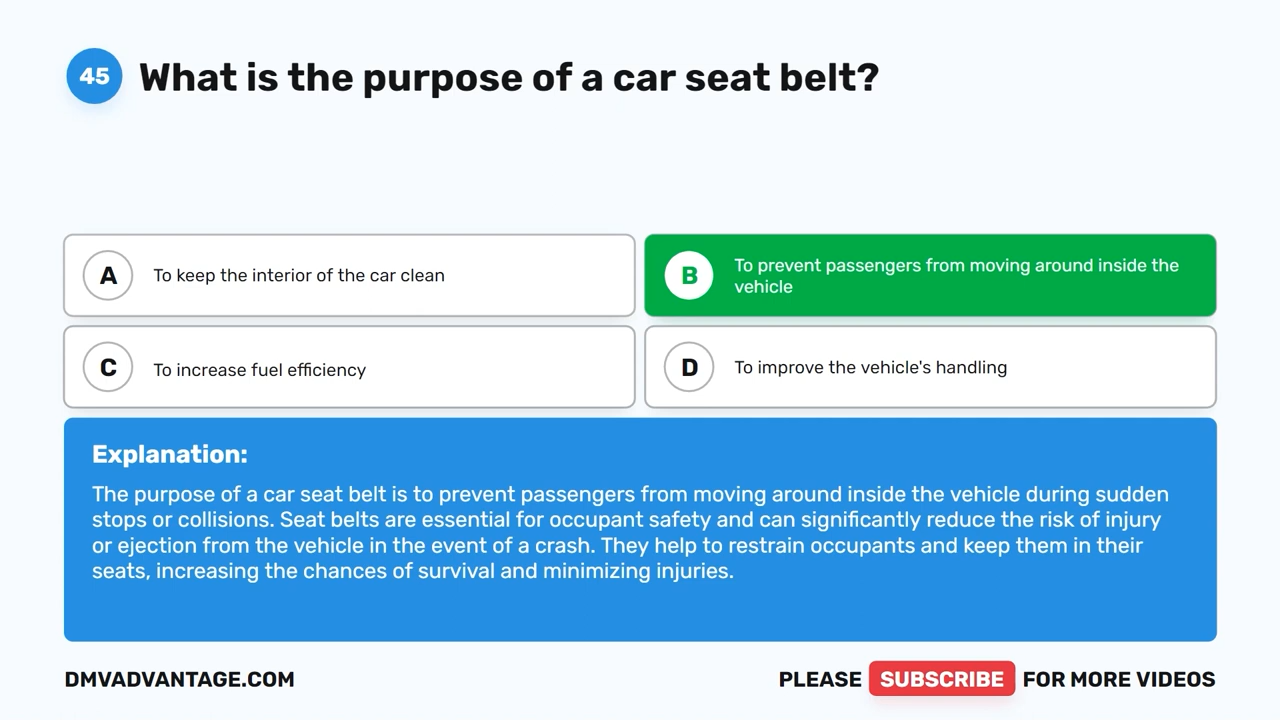 45 What is the purpose of a car seat belt?
A To keep the interior of the car clean
B To prevent passengers from moving around inside the
vehicle
C To increase fuel efficiency
D To improve the vehicle's handling
Explanation:
The purpose of a car seat belt is to prevent passengers from moving around inside the vehicle during sudden
stops or collisions. Seat belts are essential for occupant safety and can significantly reduce the risk of injury
or ejection from the vehicle in the event of a crash. They help to restrain occupants and keep them in their
seats, increasing the chances of survival and minimizing injuries.
DMVADVANTAGE.COM
PLEASE SUBSCRIBE FOR MORE VIDEOS